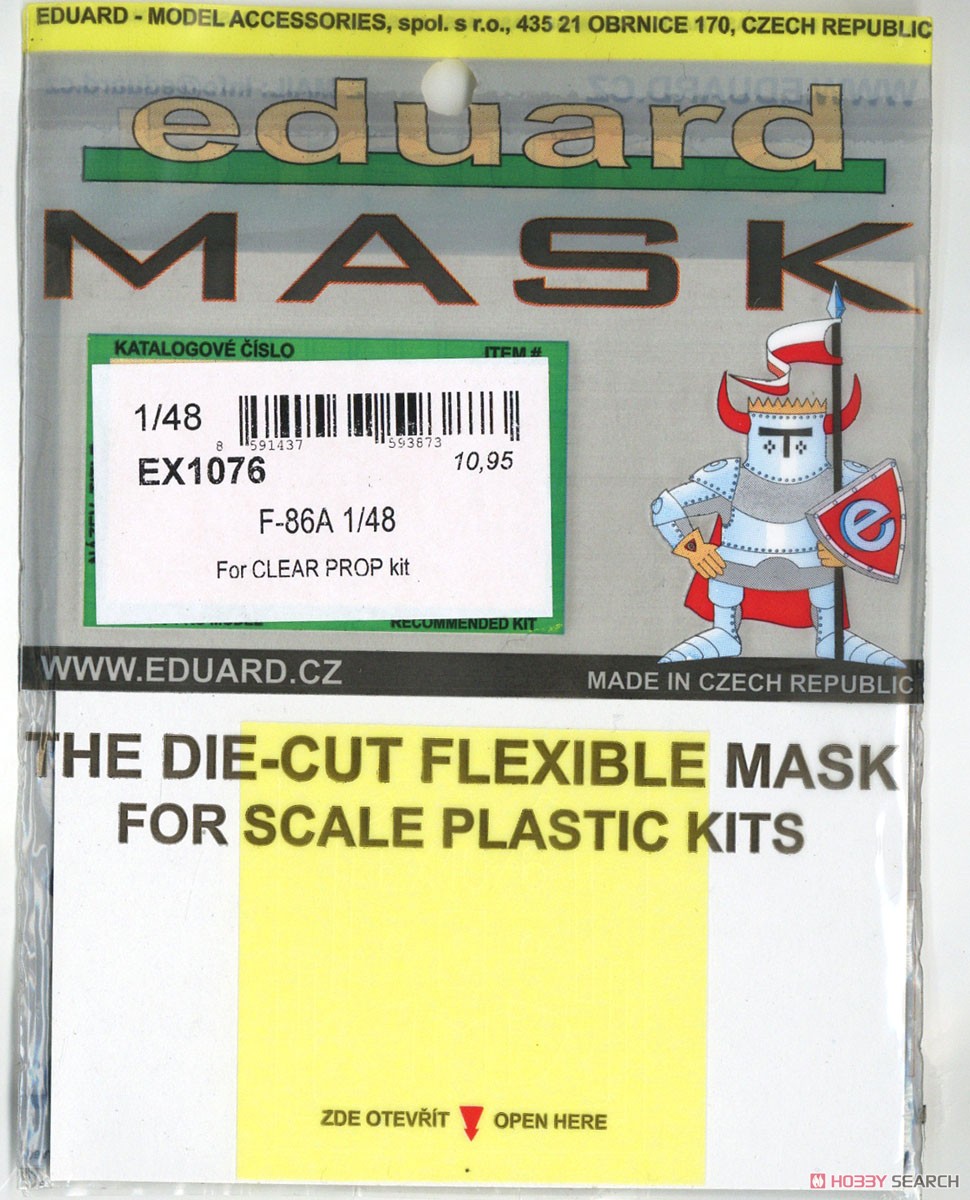 EDUARD - MODEL ACCESSORIES, spol. s r.o., 435 21 OBRNICE 170, CZECH REPUBLIC
eduard
MASK
KATALOGOVÉ ČÍSLO ITEM #
1/48
8 591437 593873
EX1076
10,95
F-86A 1/48
For CLEAR PROP kit
RECOMMENDED KIT
e
WWW.EDUARD.CZ
MADE IN CZECH REPUBLIC
THE DIE-CUT FLEXIBLE MASK
FOR SCALE PLASTIC KITS
ZDE OTEVŘÍT OPEN HERE
HOBBY SEARCH